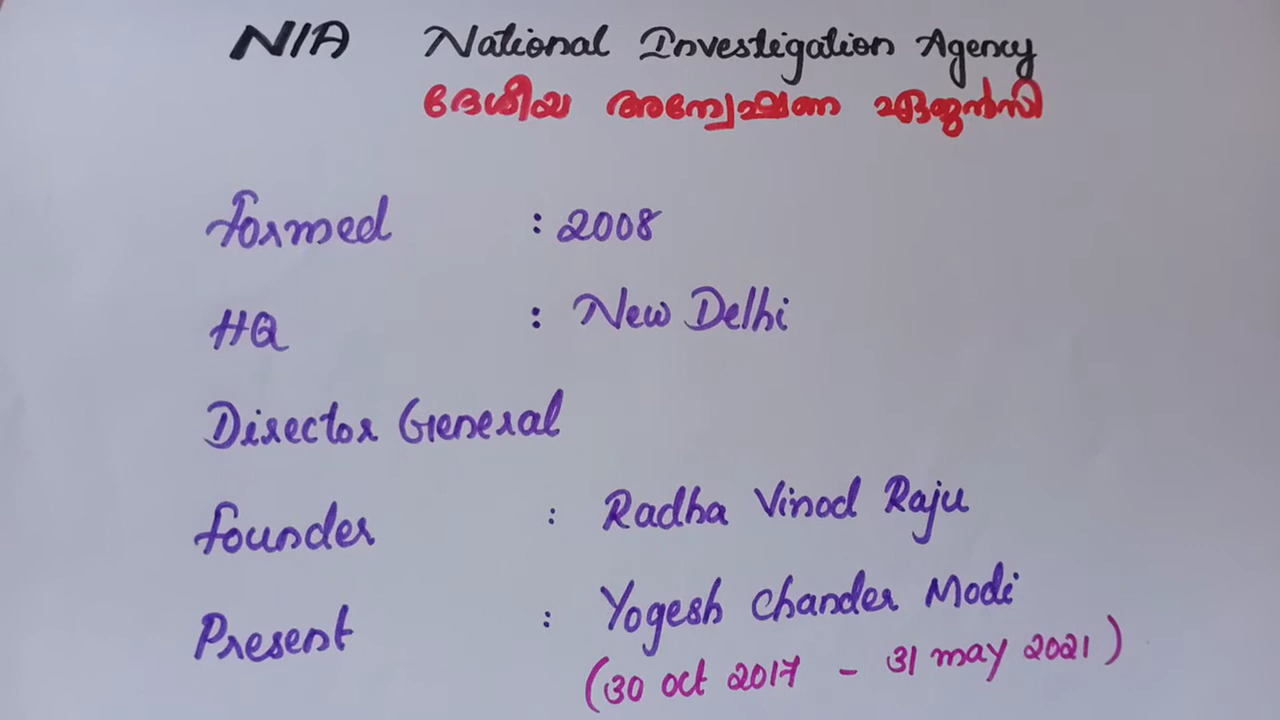 NIA National Investigation Agency
ദേശീയ അന്വേഷണ ഏജൻസി
Formed : 2008
HQ : New Delhi
Director General
Founder : Radha Vinod Raju
Present : Yogesh Chander Modi
(30 Oct 2017 - 31 may 2021)